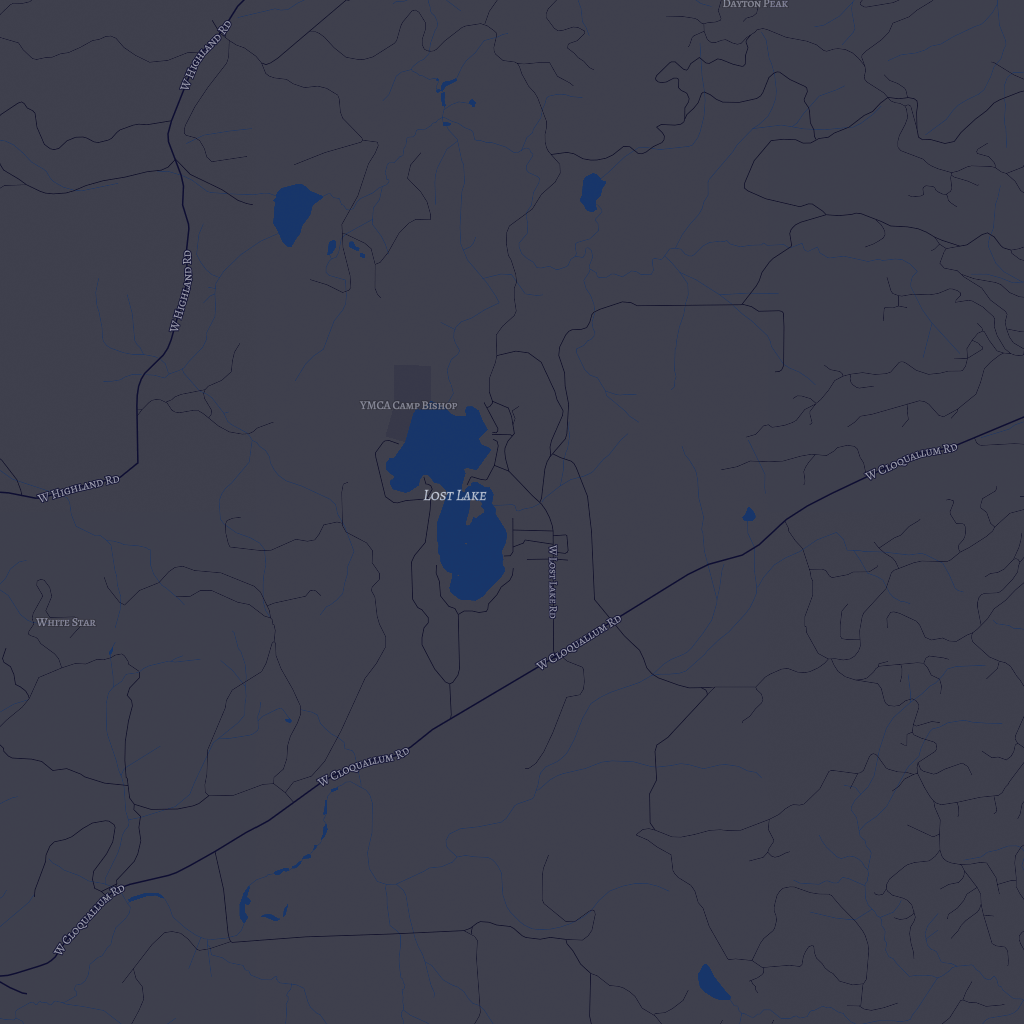 Dayton Peak
W Highland Rd
W Highland Rd
YMCA Camp Bishop
W Cloquallum Rd
W Highland Rd
Lost Lake
W Lost Lake Rd
White Star
W Cloquallum Rd
W Cloquallum Rd
W Cloquallum Rd